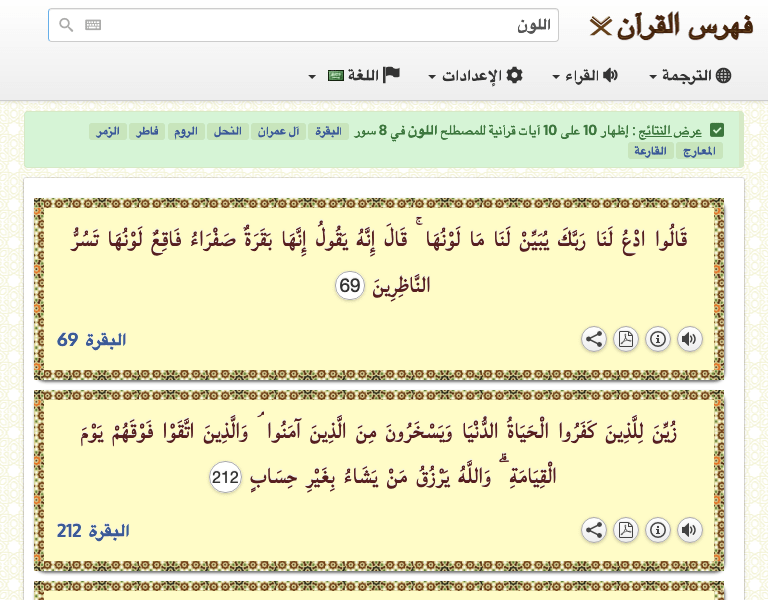 فهرس القرآن
اللون
الترجمة القراء الإعدادات اللغة
عرض النتائج : إظهار 10 على 10 آيات قرآنية للمصطلح اللون في 8 سور البقرة آل عمران النحل الروم فاطر الزمر
المعارج القارعة
قَالُوا ادْعُ لَنَا رَبَّكَ يُبَيِّنْ لَنَا مَا لَوْنُهَا ۚ قَالَ إِنَّهُ يَقُولُ إِنَّهَا بَقَرَةٌ صَفْرَاءُ فَاقِعٌ لَوْنُهَا تَسُرُّ
النَّاظِرِينَ 69
البقرة 69
زُيِّنَ لِلَّذِينَ كَفَرُوا الْحَيَاةُ الدُّنْيَا وَيَسْخَرُونَ مِنَ الَّذِينَ آمَنُوا ۘ وَالَّذِينَ اتَّقَوْا فَوْقَهُمْ يَوْمَ
الْقِيَامَةِ ۗ وَاللَّهُ يَرْزُقُ مَنْ يَشَاءُ بِغَيْرِ حِسَابٍ 212
البقرة 212